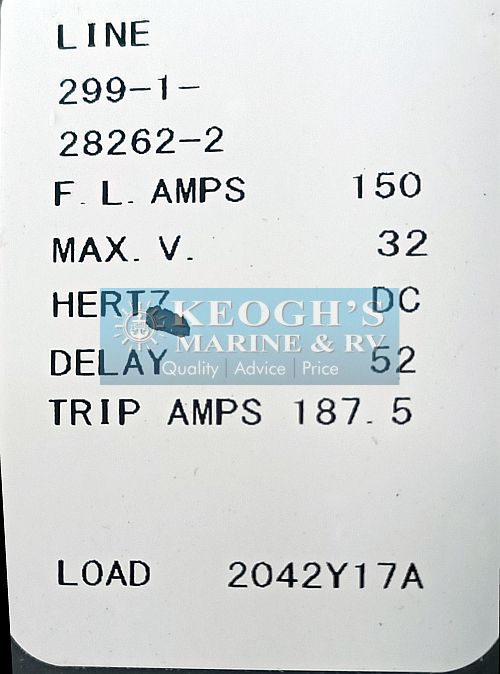 LINE
299-1-
28262-2
F. L. AMPS 150
MAX. V. 32
HERTZ DC
KEOGH'S
MARINE & RV
DELAY 52
Quality | Advice | Price
TRIP AMPS 187. 5
LOAD 2042Y17A